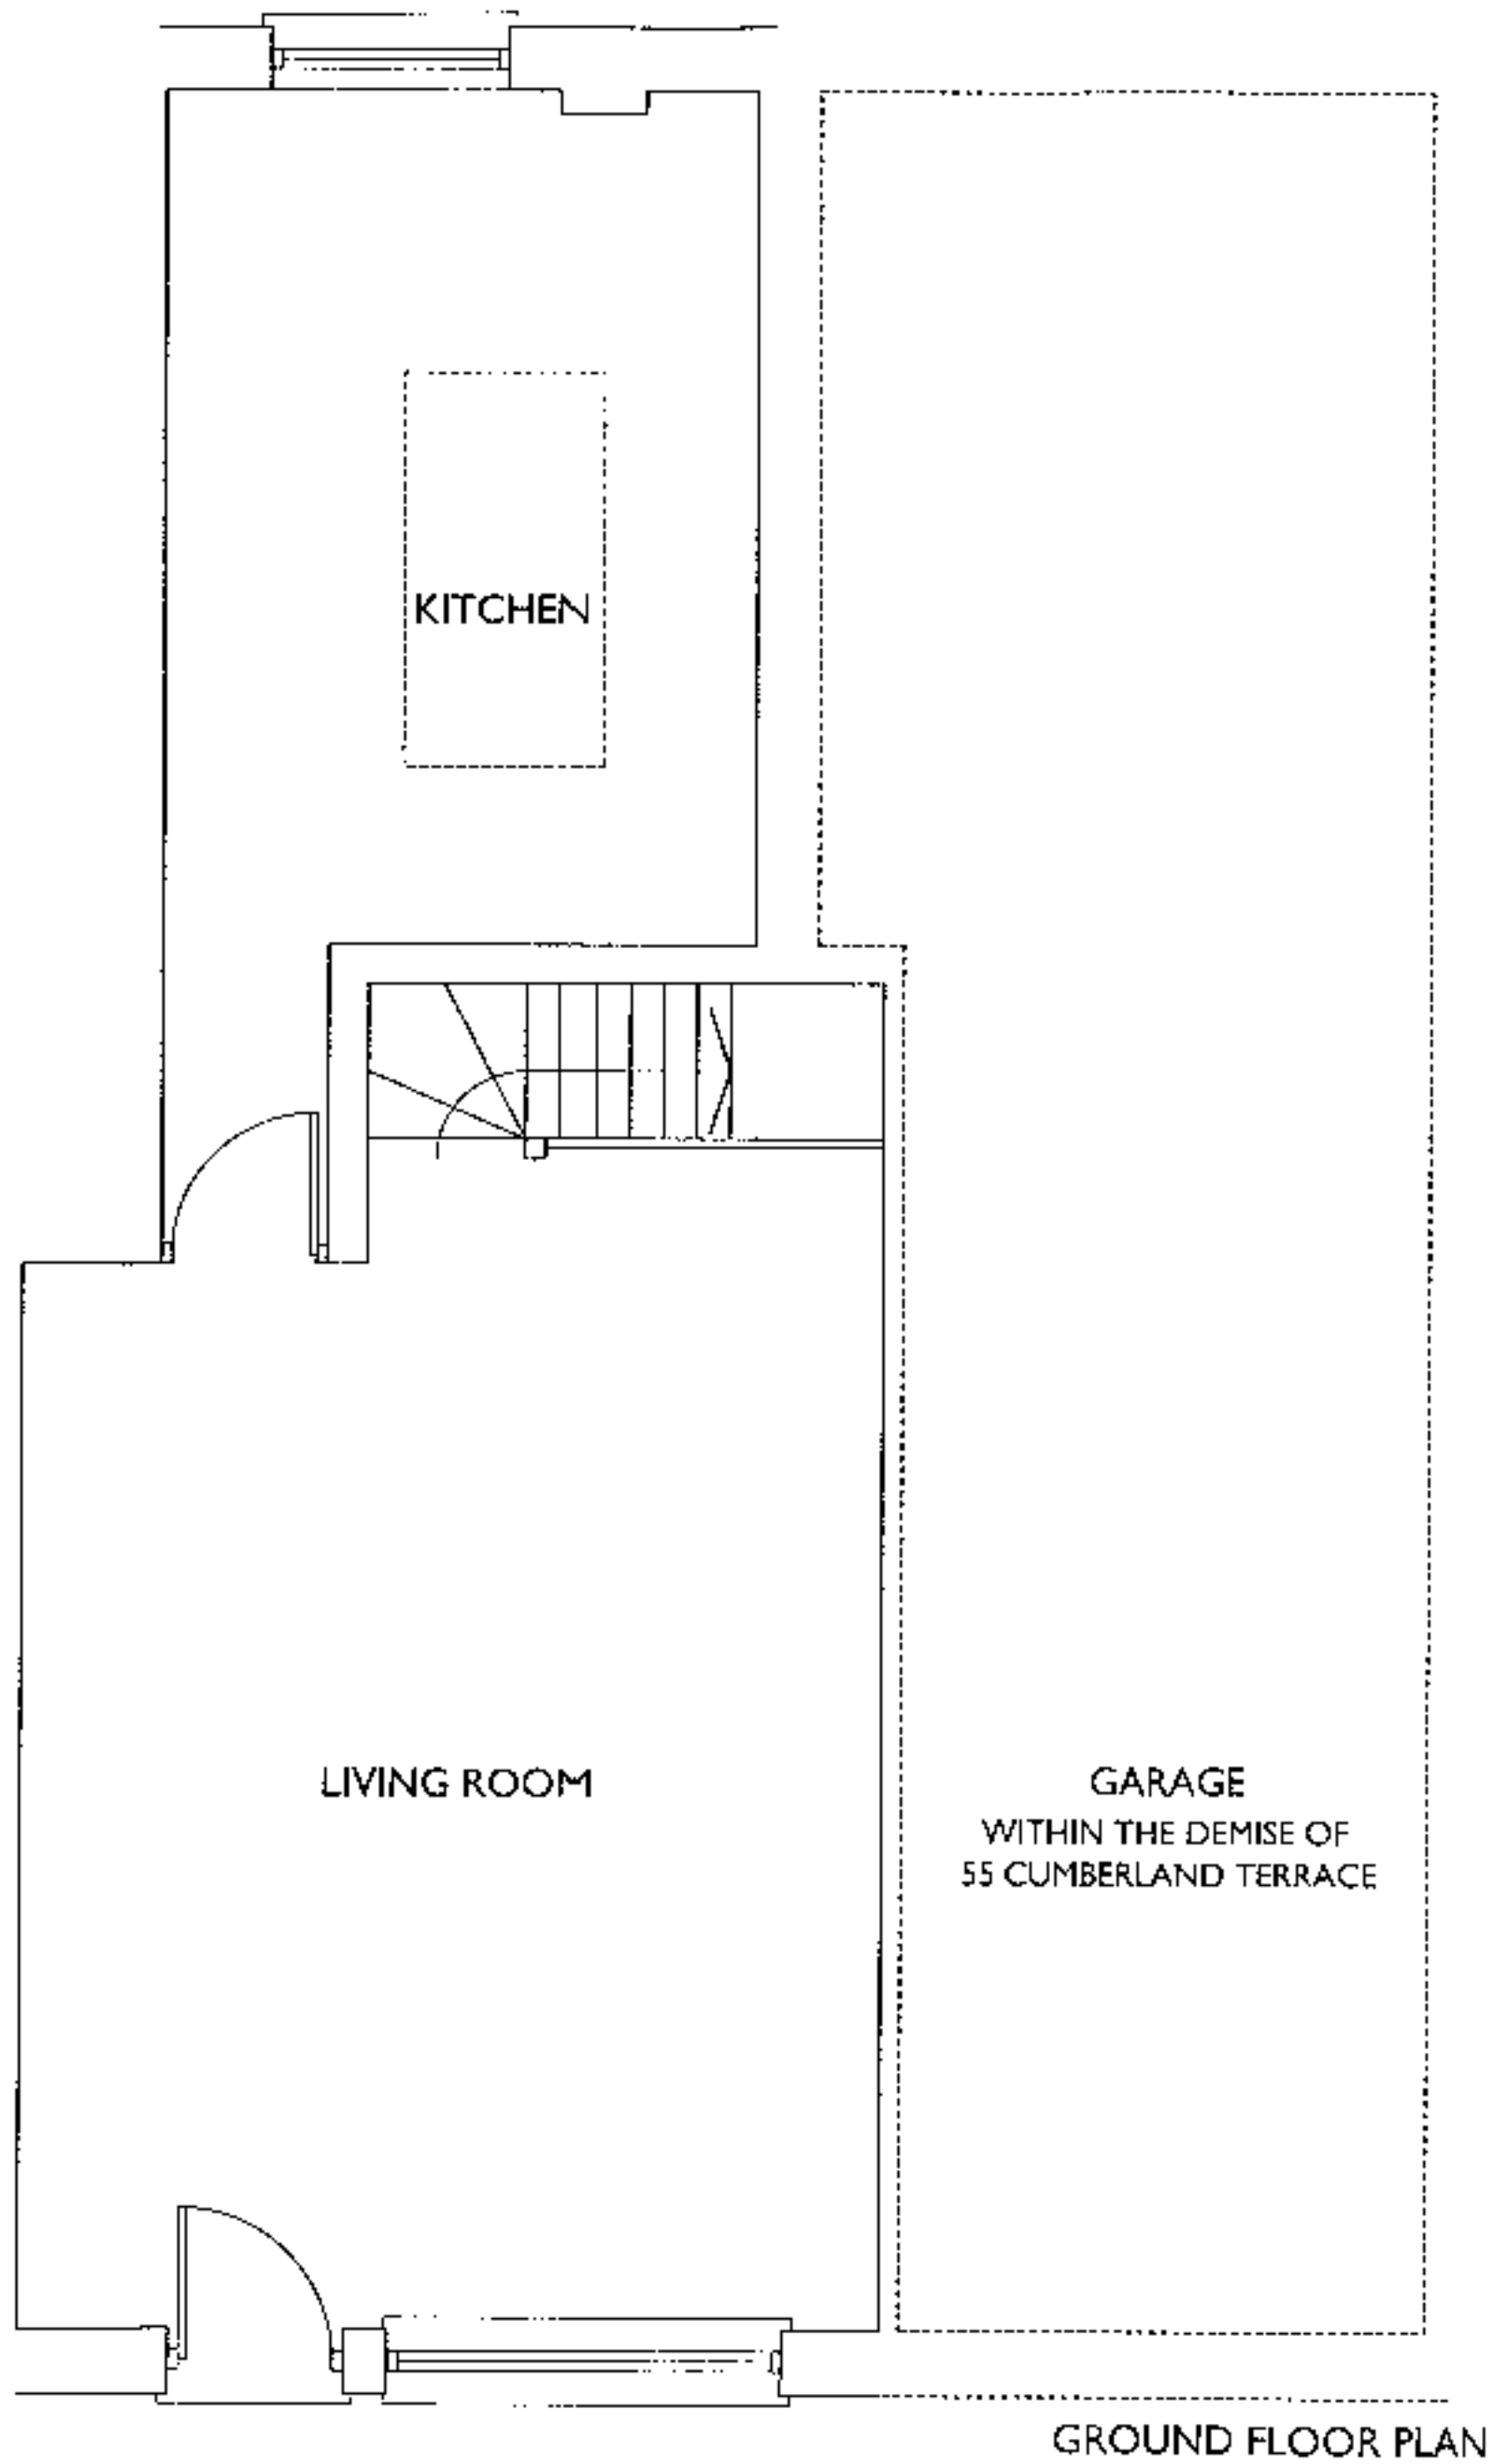 KITCHEN
LIVING ROOM
GARAGE
WITHIN THE DEMISE OF
55 CUMBERLAND TERRACE
GROUND FLOOR PLAN